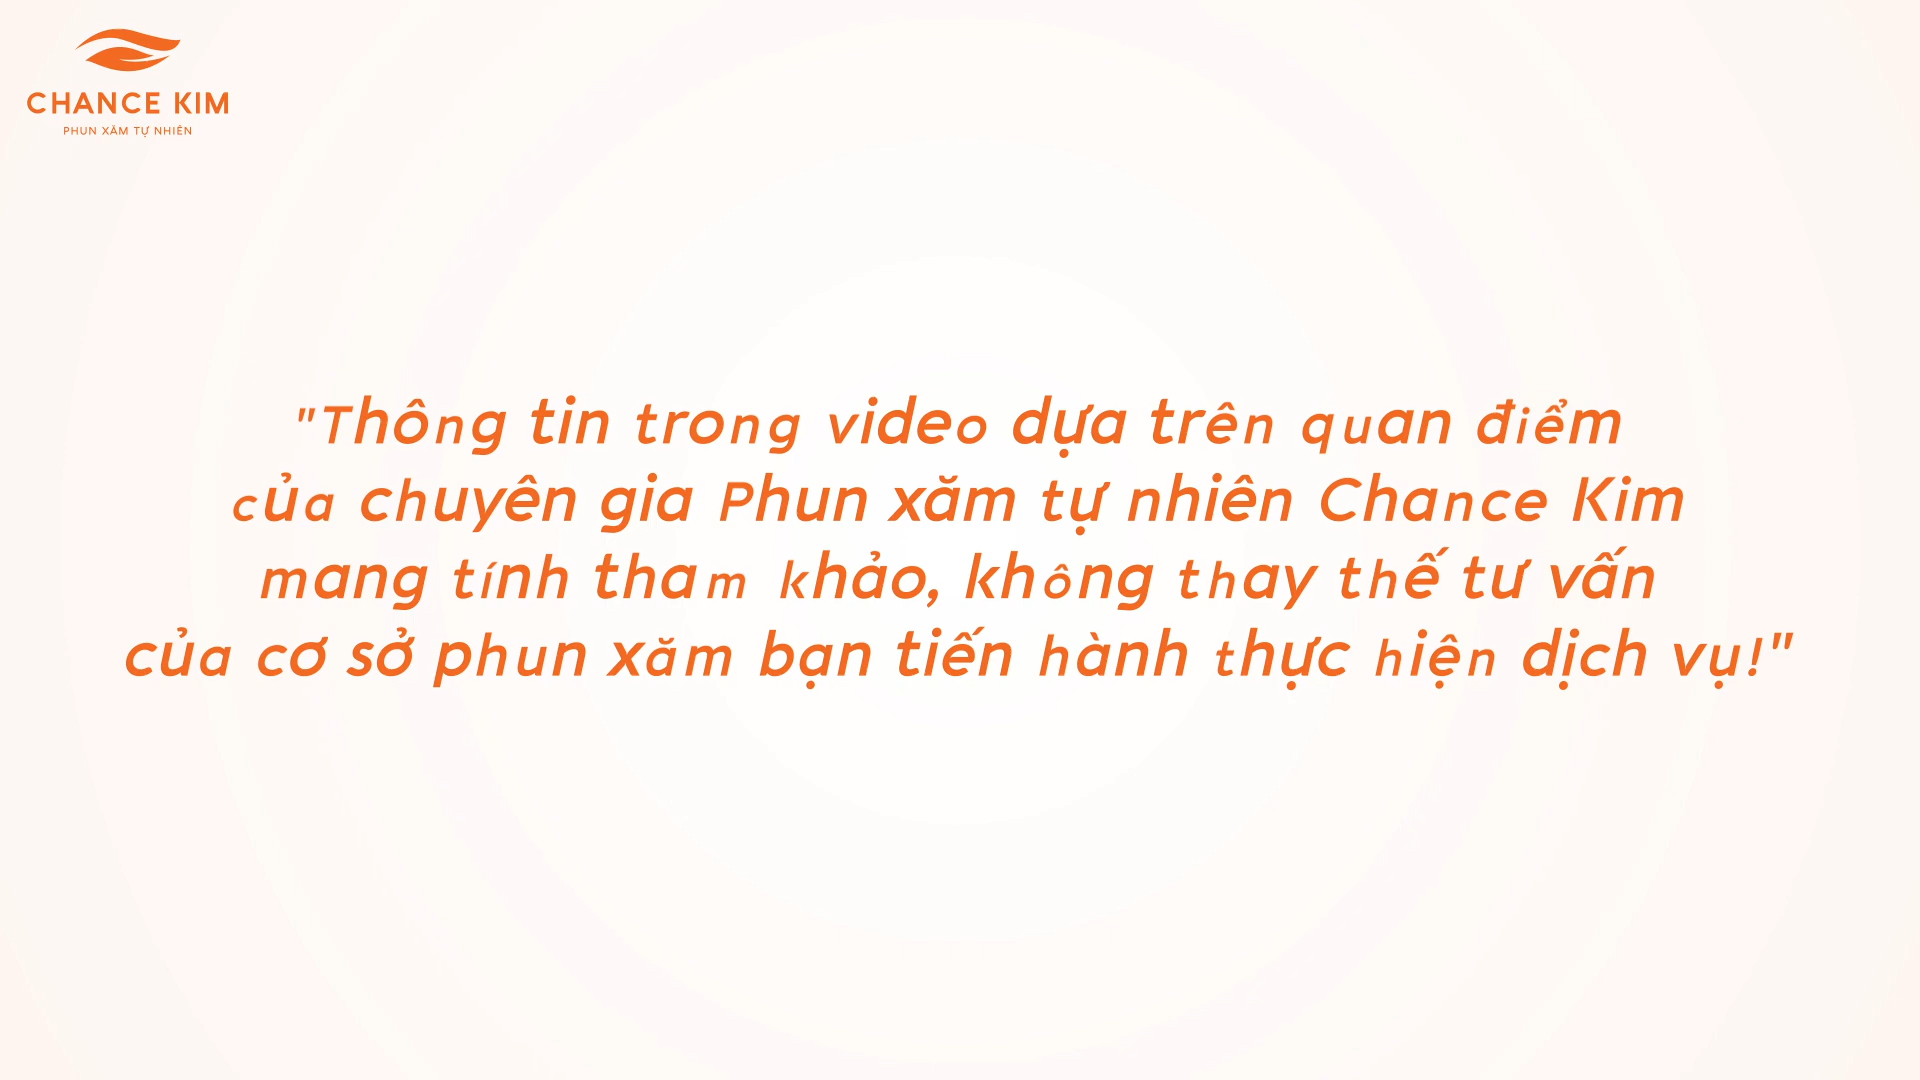 CHANCE KIM
PHUN XĂM TỰ NHIÊN
"Thông tin trong video dựa trên quan điểm
của chuyên gia Phun xăm tự nhiên Chance Kim
mang tính tham khảo, không thay thế tư vấn
của cơ sở phun xăm bạn tiến hành thực hiện dịch vụ!"